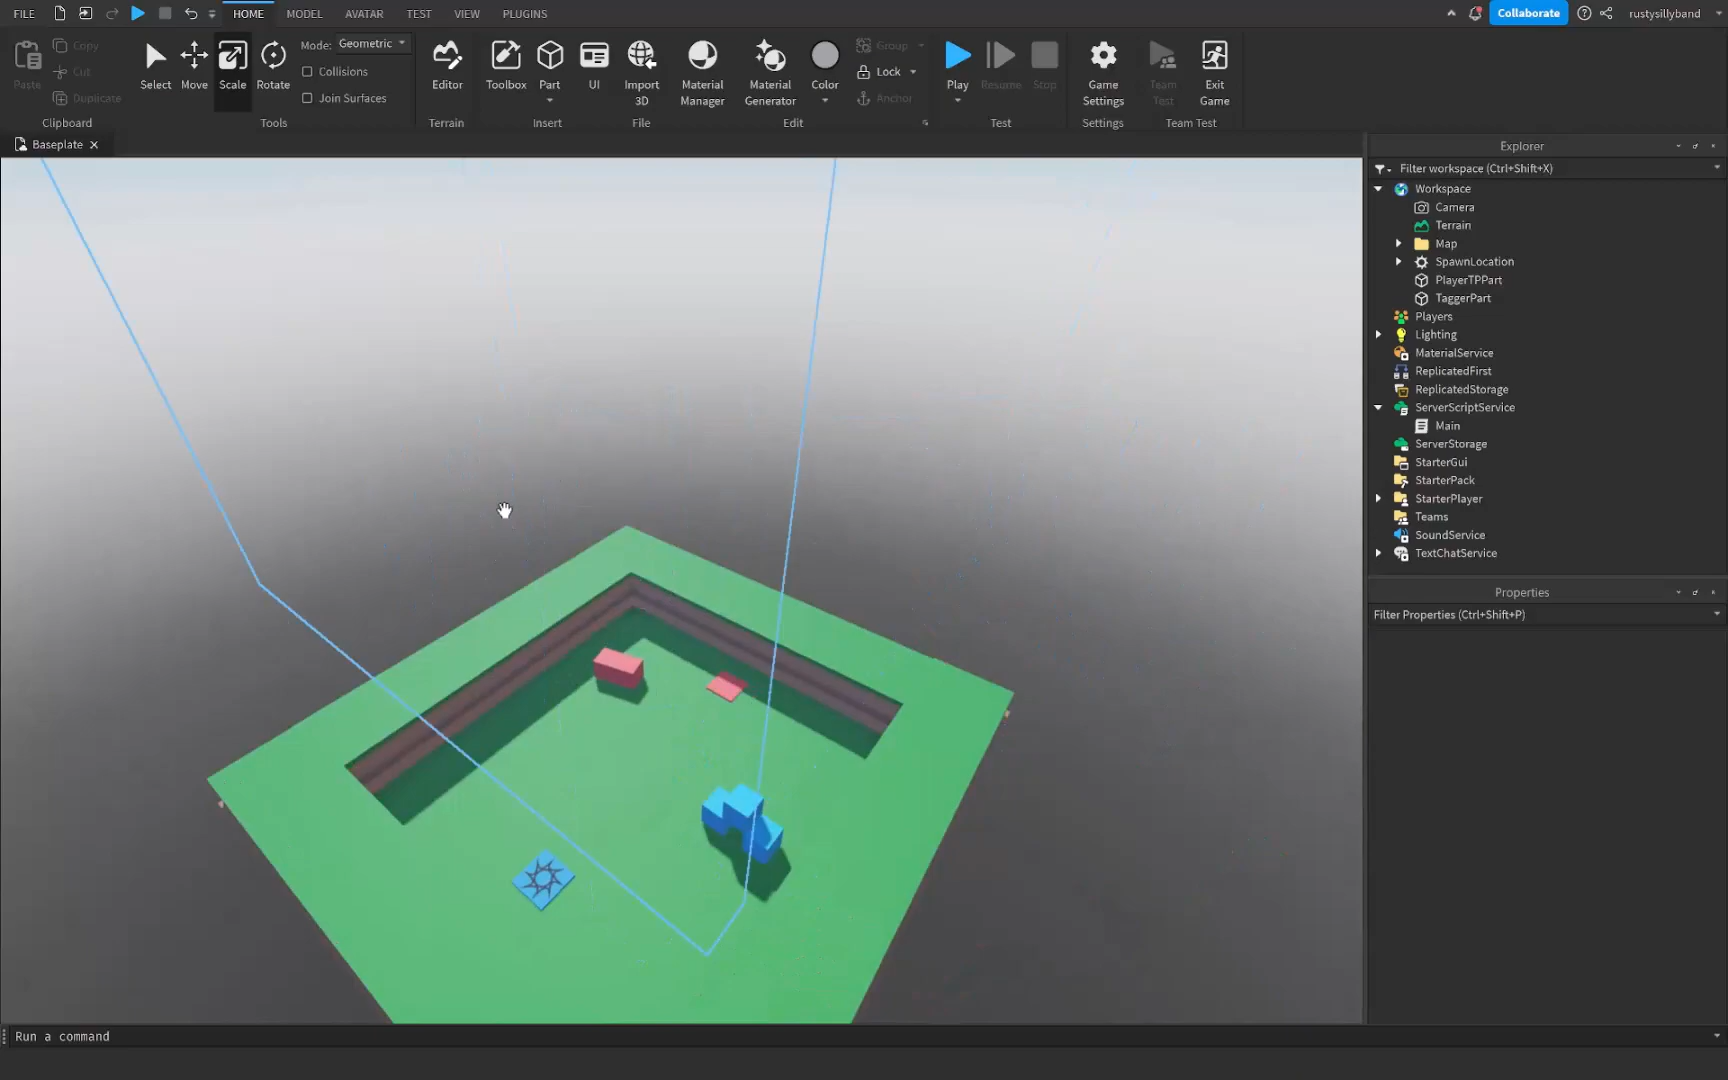 FILE HOME MODEL AVATAR TEST VIEW PLUGINS Collaborate rustysillyband
Paste Copy Cut Duplicate
Clipboard
Select Move Scale Rotate
Mode: Geometric
Collisions
Join Surfaces
Tools
Editor
Terrain
Toolbox Part UI
Insert
Import 3D
File
Material Manager
Material Generator
Color
Group
Lock
Anchor
Edit
Play Resume Stop
Test
Game Settings
Settings
Team Test
Exit Game
Team Test
Baseplate
Explorer
Filter workspace (Ctrl+Shift+X)
Workspace
Camera
Terrain
Map
SpawnLocation
PlayerTPPart
TaggerPart
Players
Lighting
MaterialService
ReplicatedFirst
ReplicatedStorage
ServerScriptService
Main
ServerStorage
StarterGui
StarterPack
StarterPlayer
Teams
SoundService
TextChatService
Properties
Filter Properties (Ctrl+Shift+P)
Run a command